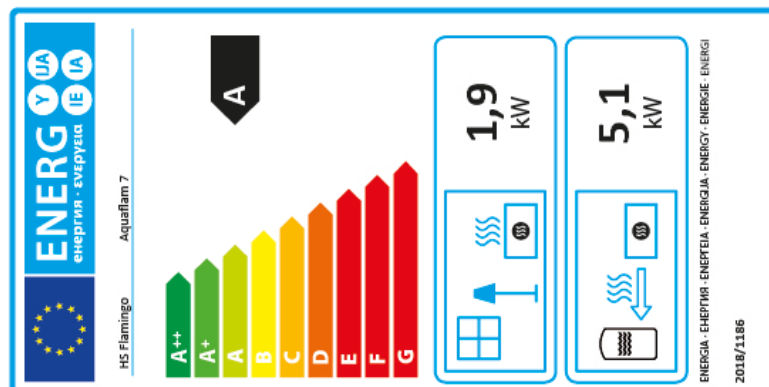 ENERG
Y IJA
IE IA
енергия · ενεργεια
HS Flamingo Aquaflam 7
A++
A+
A
B
C
D
E
F
G
A
1,9
kW
5,1
kW
ENERGIA · ЕНЕРГИЯ · ΕΝΕΡΓΕΙΑ · ENERGIJA · ENERGY · ENERGIE · ENERGI
2018/1186